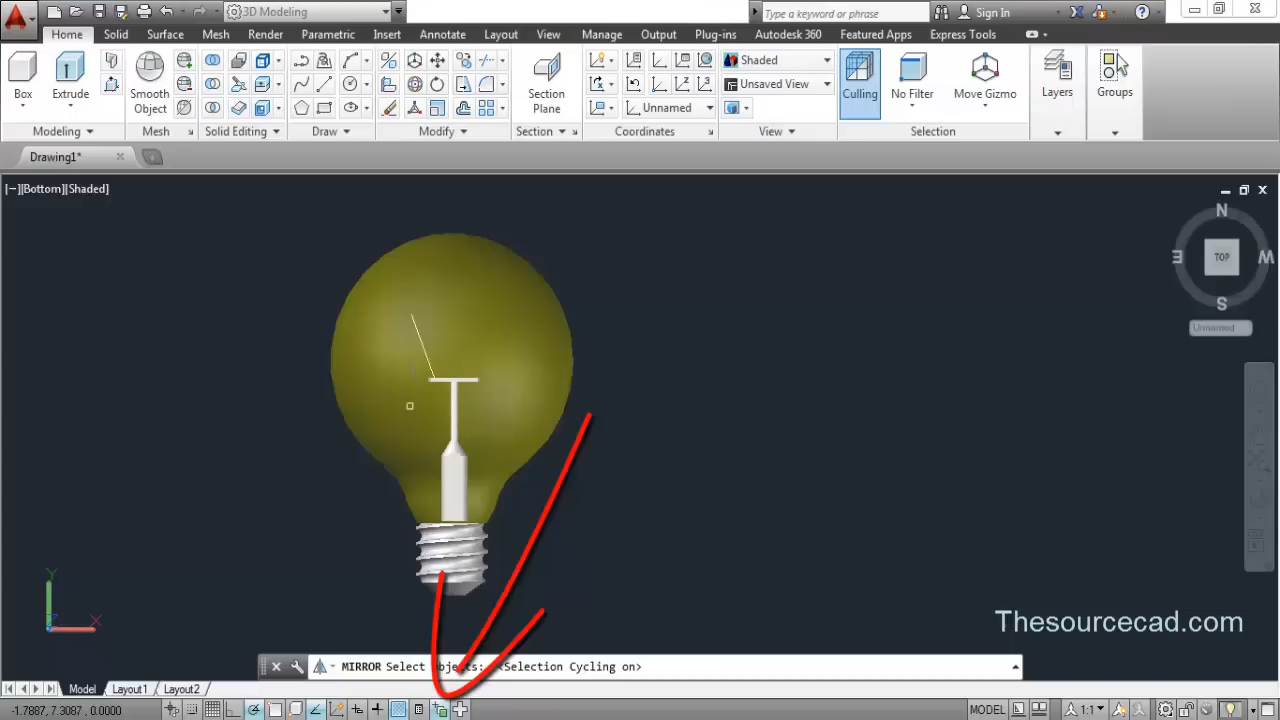 3D Modeling
Type a keyword or phrase
Sign In
Home
Solid
Surface
Mesh
Render
Parametric
Insert
Annotate
Layout
View
Manage
Output
Plug-ins
Autodesk 360
Featured Apps
Express Tools
Box
Extrude
Smooth
Object
Section
Plane
Shaded
Unsaved View
Unnamed
Culling
No Filter
Move Gizmo
Layers
Groups
Modeling
Mesh
Solid Editing
Draw
Modify
Section
Coordinates
View
Selection
Drawing1*
[−][Bottom][Shaded]
N
E
TOP
W
S
Unnamed
Y
Z
X
Thesourcecad.com
MIRROR Select objects: <Selection Cycling on>
Model
Layout1
Layout2
-1.7887, 7.3087, 0.0000
MODEL
1:1